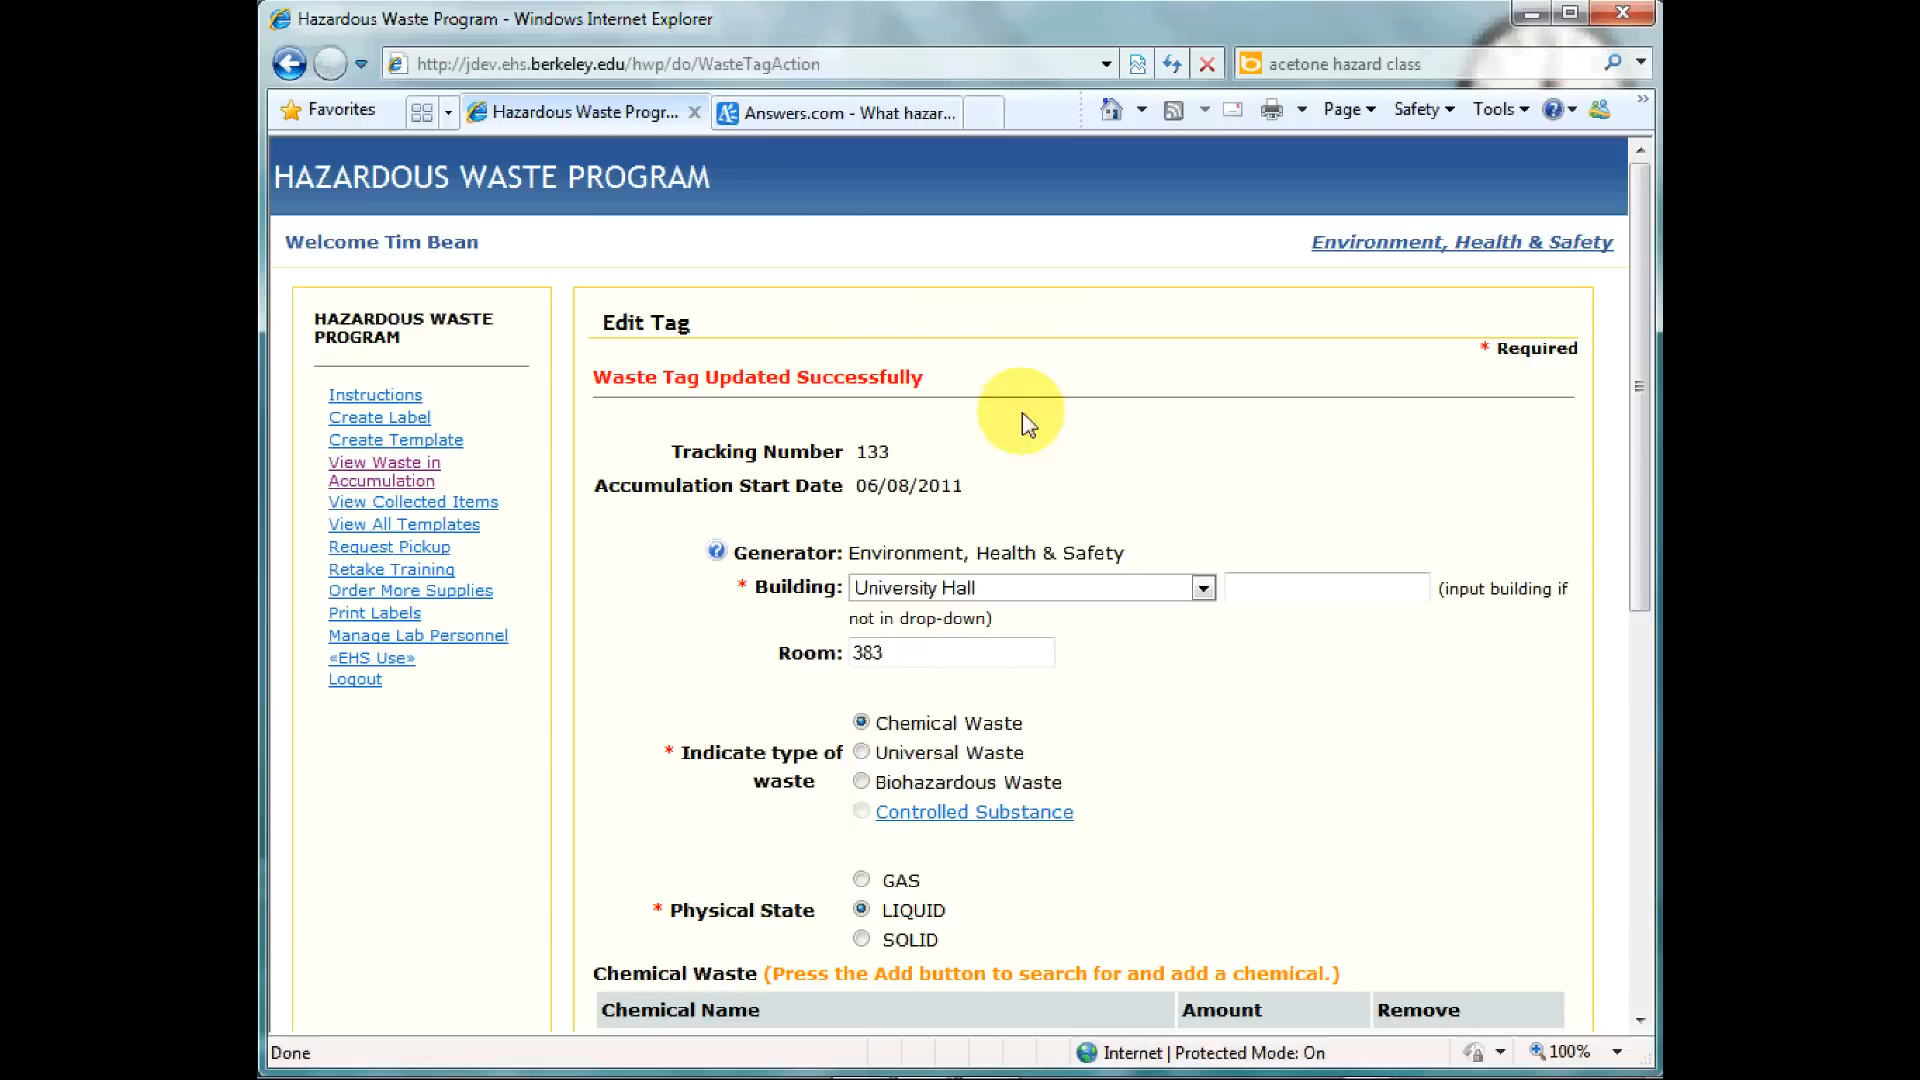 Hazardous Waste Program - Windows Internet Explorer
http://jdev.ehs.berkeley.edu/hwp/do/WasteTagAction
acetone hazard class
Favorites
Hazardous Waste Progr...
Answers.com - What hazar...
Page
Safety
Tools
HAZARDOUS WASTE PROGRAM
Welcome Tim Bean
Environment, Health & Safety
HAZARDOUS WASTE
PROGRAM
Instructions
Create Label
Create Template
View Waste in
Accumulation
View Collected Items
View All Templates
Request Pickup
Retake Training
Order More Supplies
Print Labels
Manage Lab Personnel
«EHS Use»
Logout
Edit Tag
* Required
Waste Tag Updated Successfully
Tracking Number 133
Accumulation Start Date 06/08/2011
Generator: Environment, Health & Safety
* Building: University Hall (input building if
not in drop-down)
Room: 383
* Indicate type of
waste
Chemical Waste
Universal Waste
Biohazardous Waste
Controlled Substance
* Physical State
GAS
LIQUID
SOLID
Chemical Waste (Press the Add button to search for and add a chemical.)
Chemical Name Amount Remove
Done
Internet | Protected Mode: On
100%